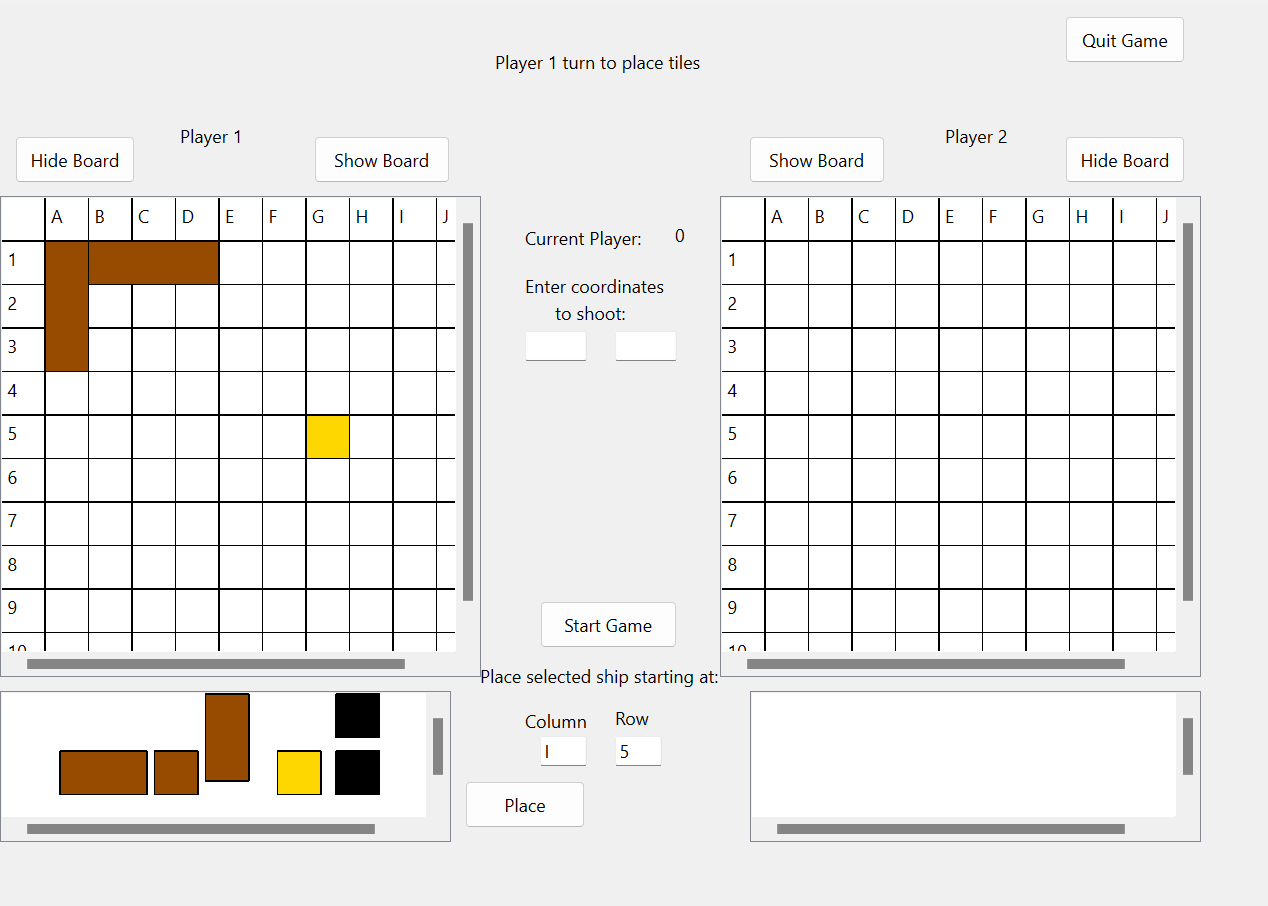 Quit Game
Player 1 turn to place tiles
Player 1
Player 2
Hide Board
Show Board
Show Board
Hide Board
A B C D E F G H I J
1
2
3
4
5
6
7
8
9
10
Current Player: 0
Enter coordinates
to shoot:
Start Game
A B C D E F G H I J
1
2
3
4
5
6
7
8
9
10
Place selected ship starting at:
Column Row
I 5
Place